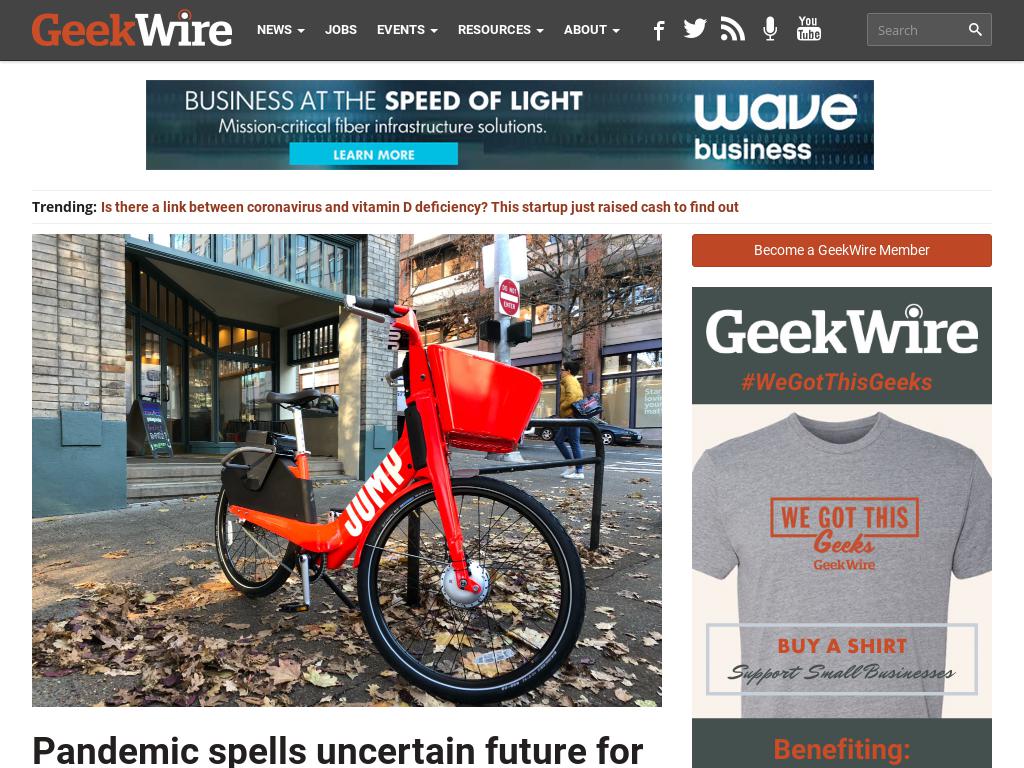 GeekWire
NEWS JOBS EVENTS RESOURCES ABOUT
You
Tube
Search
BUSINESS AT THE SPEED OF LIGHT
Mission-critical fiber infrastructure solutions.
LEARN MORE
wave
business
Trending: Is there a link between coronavirus and vitamin D deficiency? This startup just raised cash to find out
DO NOT
ENTER
JUMP
Become a GeekWire Member
GeekWire
#WeGotThisGeeks
WE GOT THIS
Geeks
GeekWire
BUY A SHIRT
Support Small Businesses
Benefiting:
Pandemic spells uncertain future for